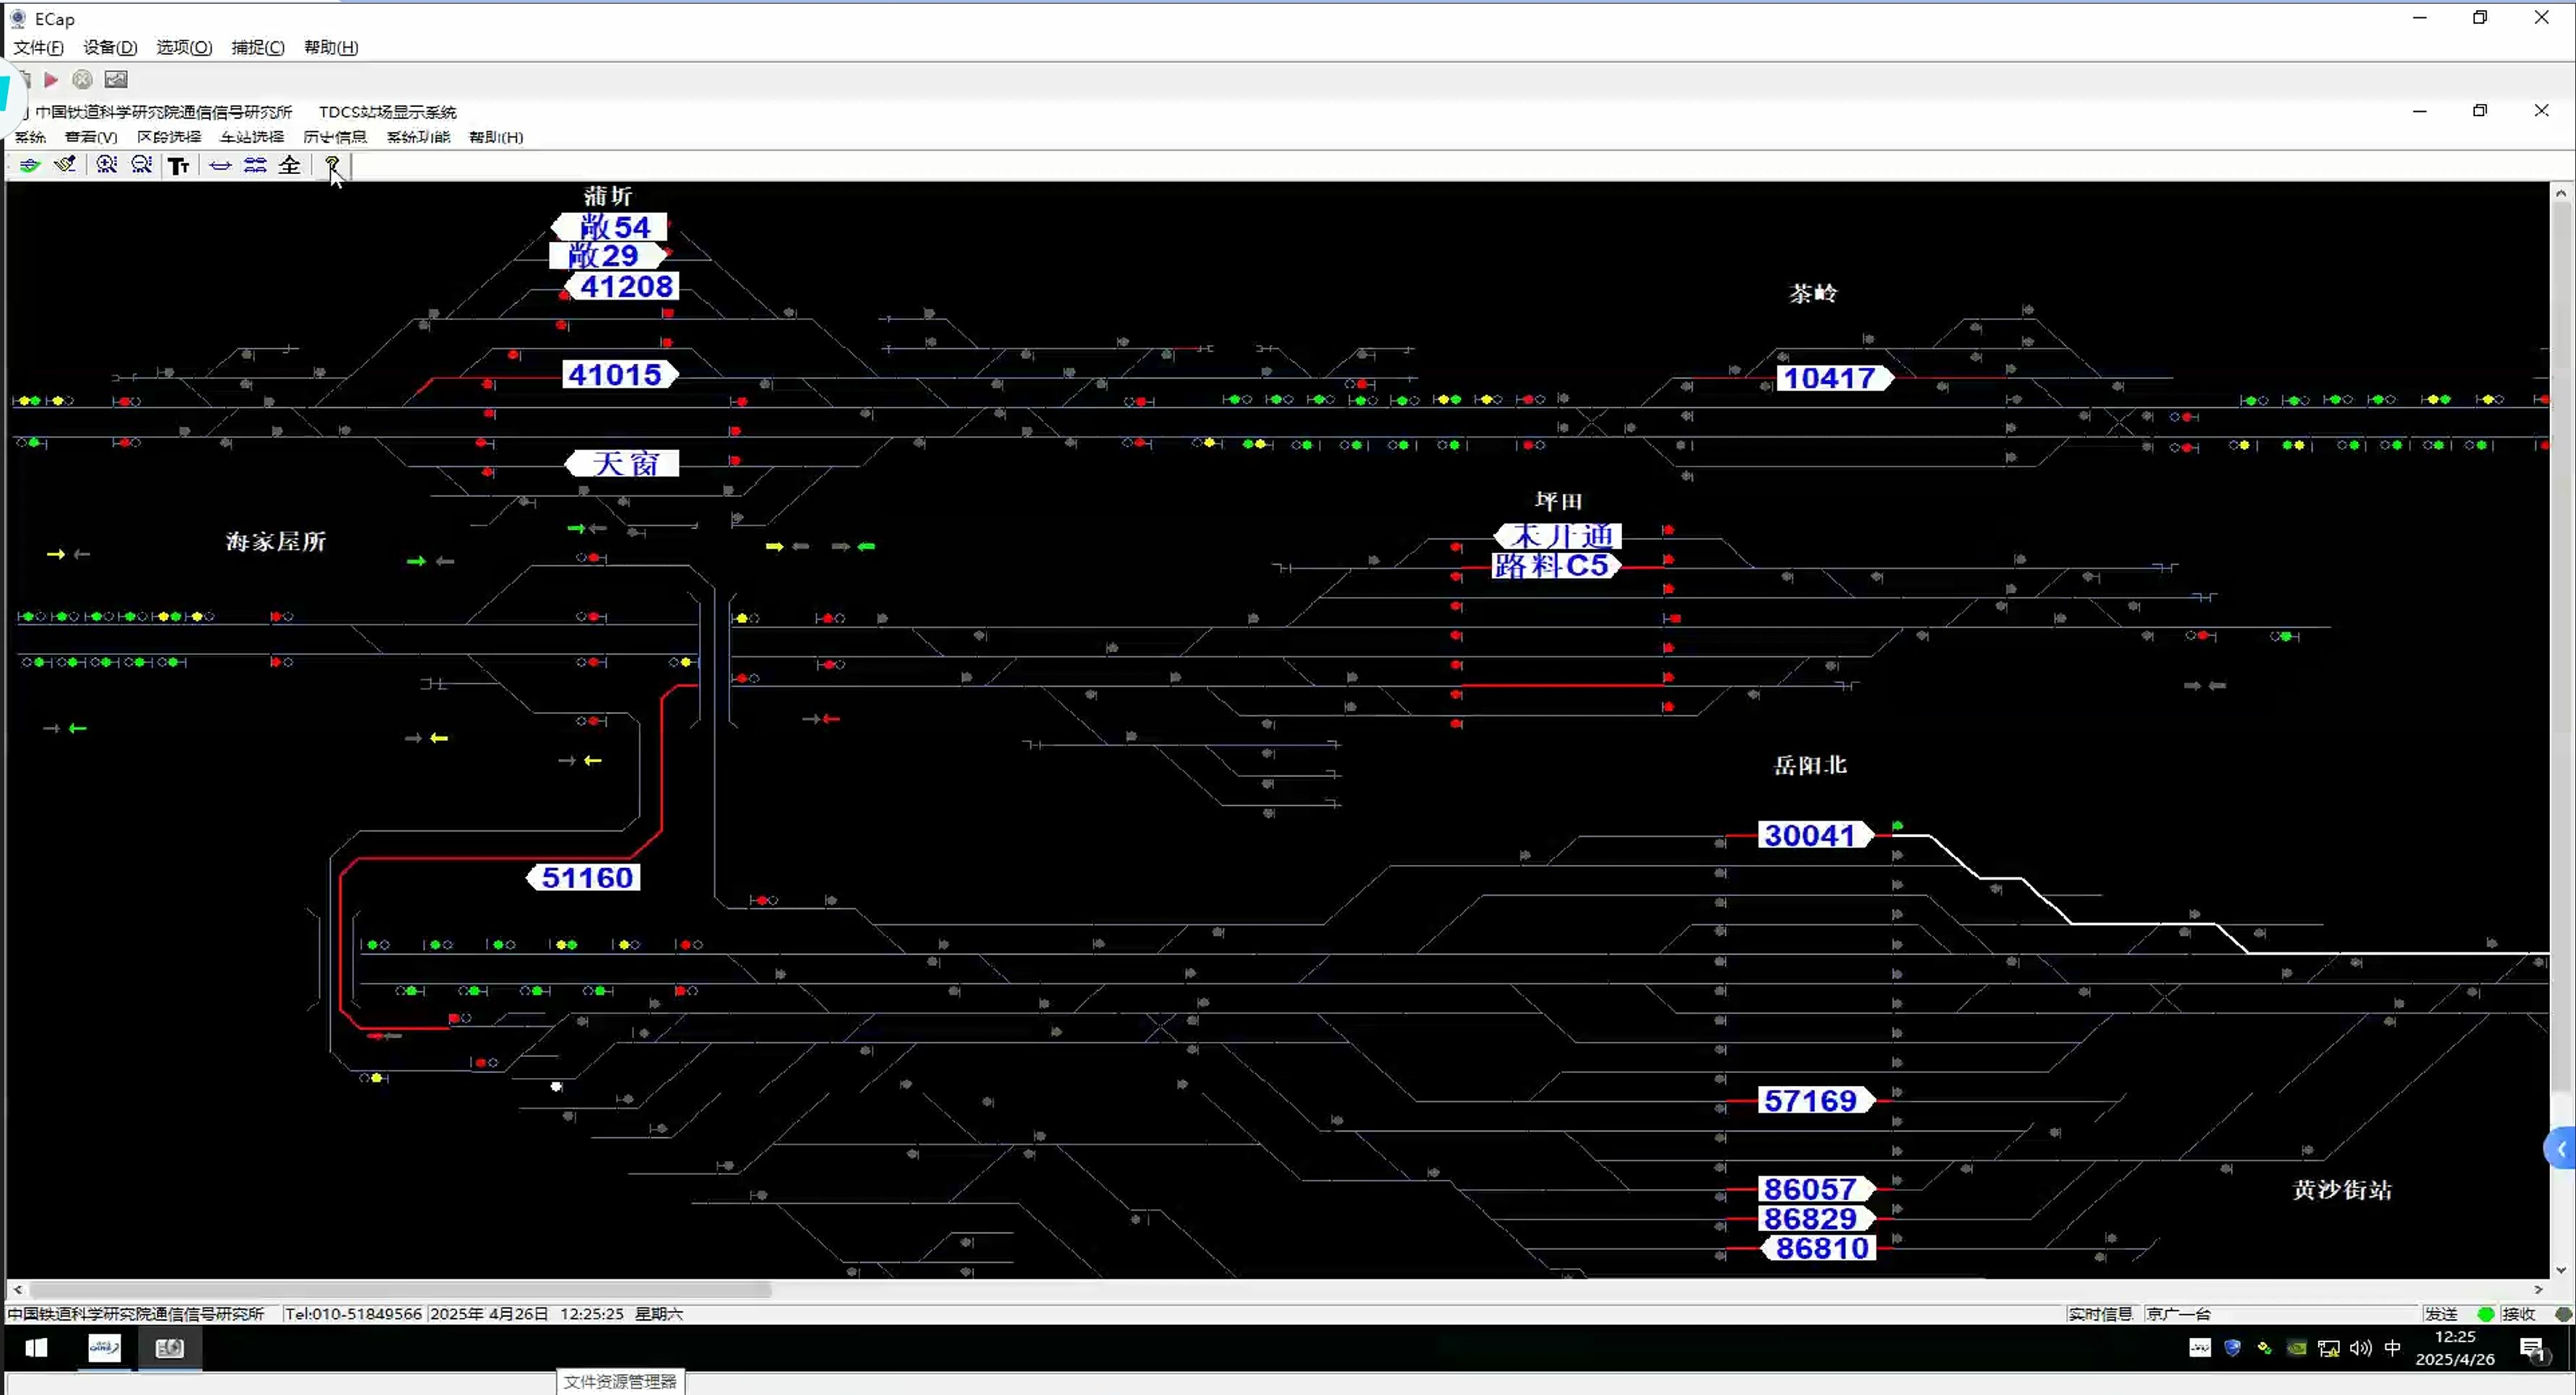 ECap
文件(F) 设备(D) 选项(O) 捕捉(C) 帮助(H)
中国铁道科学研究院通信信号研究所 TDCS站场显示系统
系统 查看(V) 区段选择 车站选择 历史信息 系统功能 帮助(H)
全
蒲圻
敞54
敞29
41208
茶岭
41015
10417
天窗
坪田
海家屋所
未开通
路料C5
岳阳北
30041
51160
57169
86057
黄沙街站
86829
86810
中国铁道科学研究院通信信号研究所 Tel:010-51849566 2025年 4月26日 12:25:25 星期六 实时信息 京广一台 发送 接收
中 12:25
2025/4/26
1
文件资源管理器